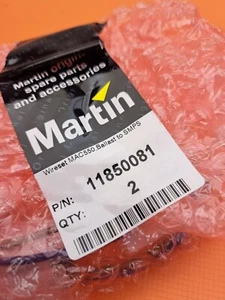 Martin original
spare parts
and accessories
Martin
Wireset MAC550,Ballast to SMPS
P/N: 11850081
QTY: 2